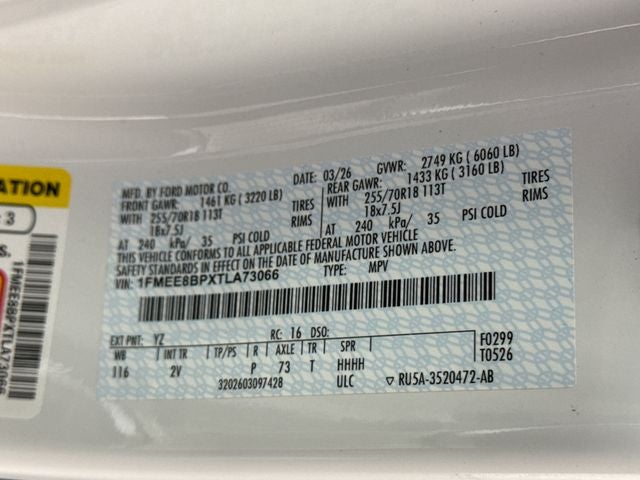 ATION
3
S.
1FMEE8BPXTLA73066
MFD. BY FORD MOTOR CO.
DATE: 03/26 GVWR: 2749 KG ( 6060 LB)
FRONT GAWR: 1461 KG ( 3220 LB)
WITH 255/70R18 113T TIRES
18x7.5J RIMS
AT 240 kPa/ 35 PSI COLD
REAR GAWR: 1433 KG ( 3160 LB)
WITH 255/70R18 113T TIRES
18x7.5J RIMS
AT 240 kPa/ 35 PSI COLD
THIS VEHICLE CONFORMS TO ALL APPLICABLE FEDERAL MOTOR VEHICLE
SAFETY STANDARDS IN EFFECT ON THE DATE OF MANUFACTURE SHOWN ABOVE.
VIN: 1FMEE8BPXTLA73066 TYPE: MPV
EXT PNT: YZ RC: 16 DSO:
WB INT TR TP/PS R AXLE TR SPR
116 2V P 73 T HHHH
3202603097428 ULC
F0299
T0526
RU5A-3520472-AB